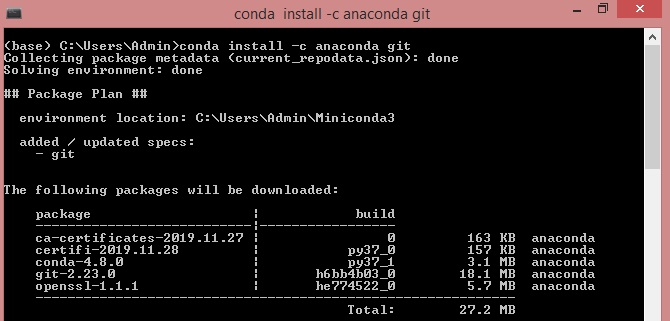 conda install -c anaconda git
(base) C:\Users\Admin>conda install -c anaconda git
Collecting package metadata (current_repodata.json): done
Solving environment: done
## Package Plan ##
environment location: C:\Users\Admin\Miniconda3
added / updated specs:
- git
The following packages will be downloaded:
package | build
---------------------------|-----------------
ca-certificates-2019.11.27 | 0 163 KB anaconda
certifi-2019.11.28 | py37_0 157 KB anaconda
conda-4.8.0 | py37_1 3.1 MB anaconda
git-2.23.0 | h6bb4b03_0 18.1 MB anaconda
openssl-1.1.1 | he774522_0 5.7 MB anaconda
------------------------------------------------------------
Total: 27.2 MB